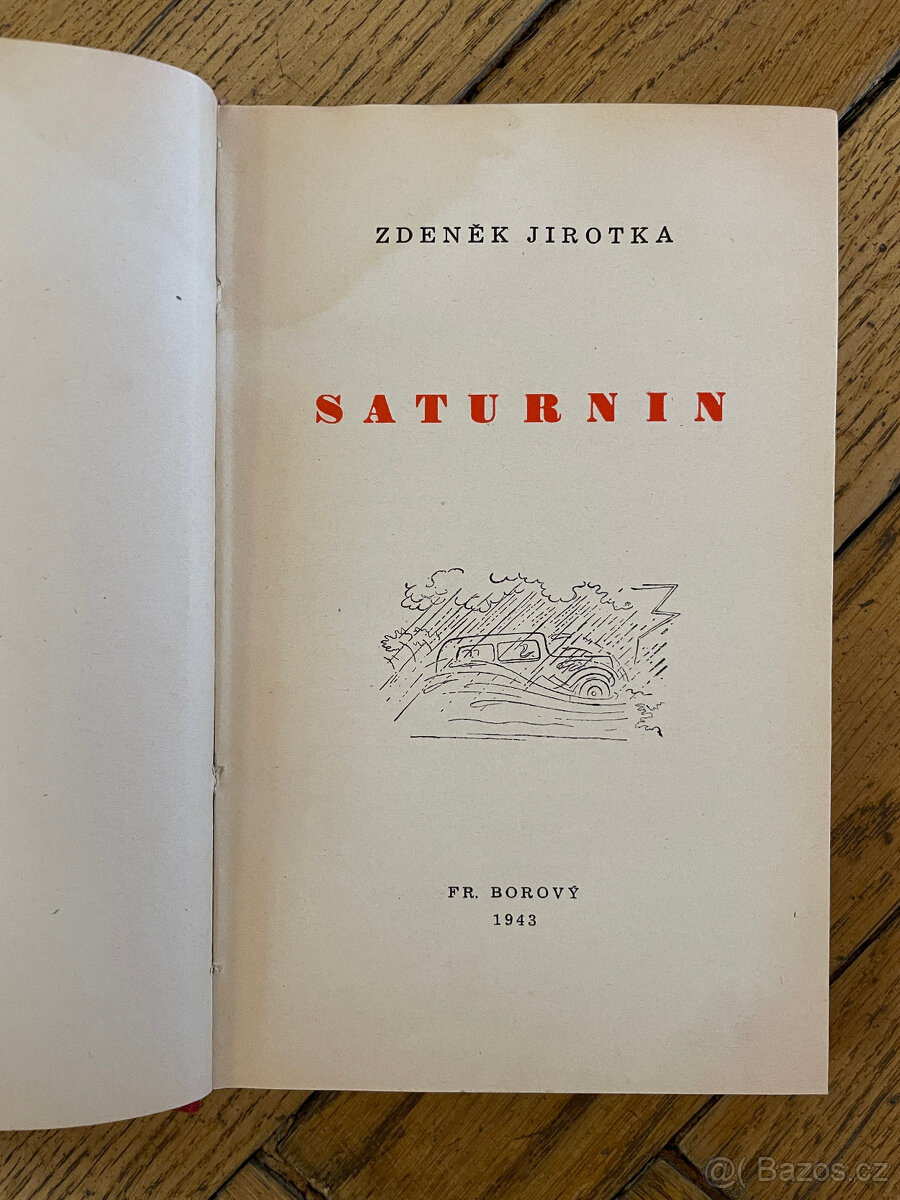 ZDENĚK JIROTKA
SATURNIN
FR. BOROVÝ
1943
@( Bazos.cz